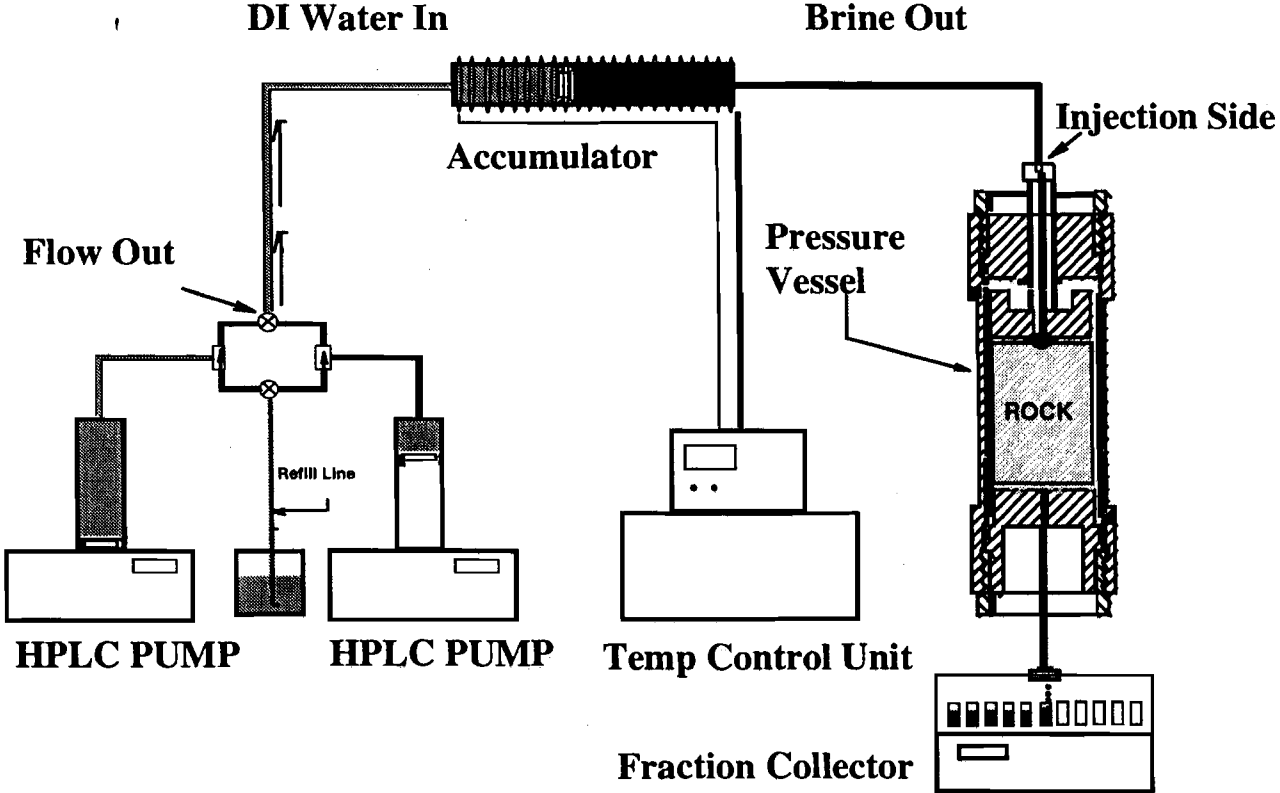 DI Water In
Brine Out
Injection Side
Accumulator
Pressure
Vessel
Flow Out
ROCK
Refill Line
HPLC PUMP
HPLC PUMP
Temp Control Unit
Fraction Collector